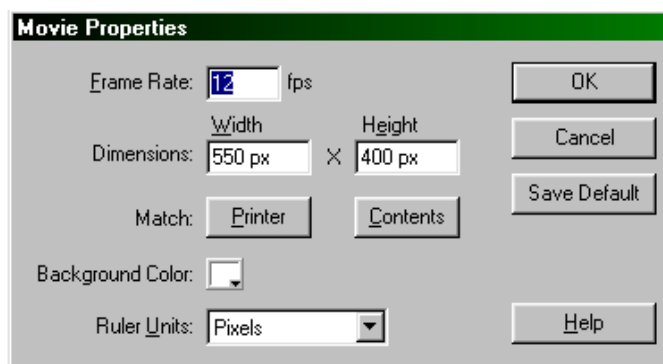 Movie Properties
Frame Rate: 12 fps
OK
Width Height
Dimensions: 550 px X 400 px
Cancel
Match: Printer Contents
Save Default
Background Color:
Ruler Units: Pixels
Help